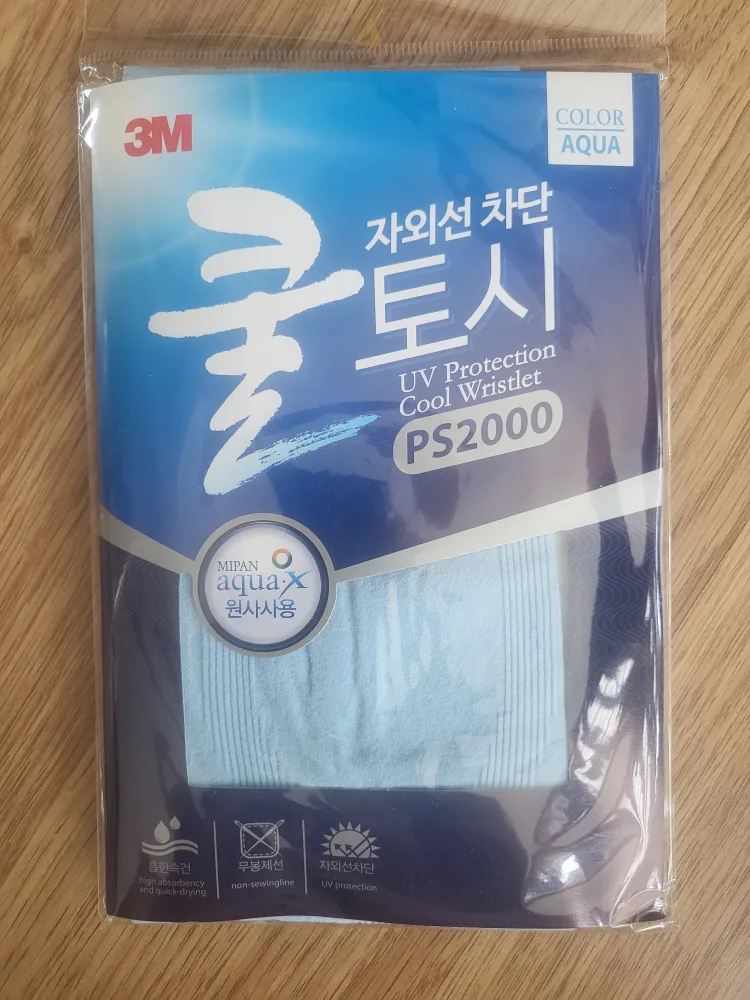 3M
COLOR
AQUA
자외선 차단
쿨토시
UV Protection
Cool Wristlet
PS2000
MIPAN
aqua·X
원사사용
흡한속건
high absorbency
and quick-drying
무봉제선
non-sewingline
자외선차단
UV protection